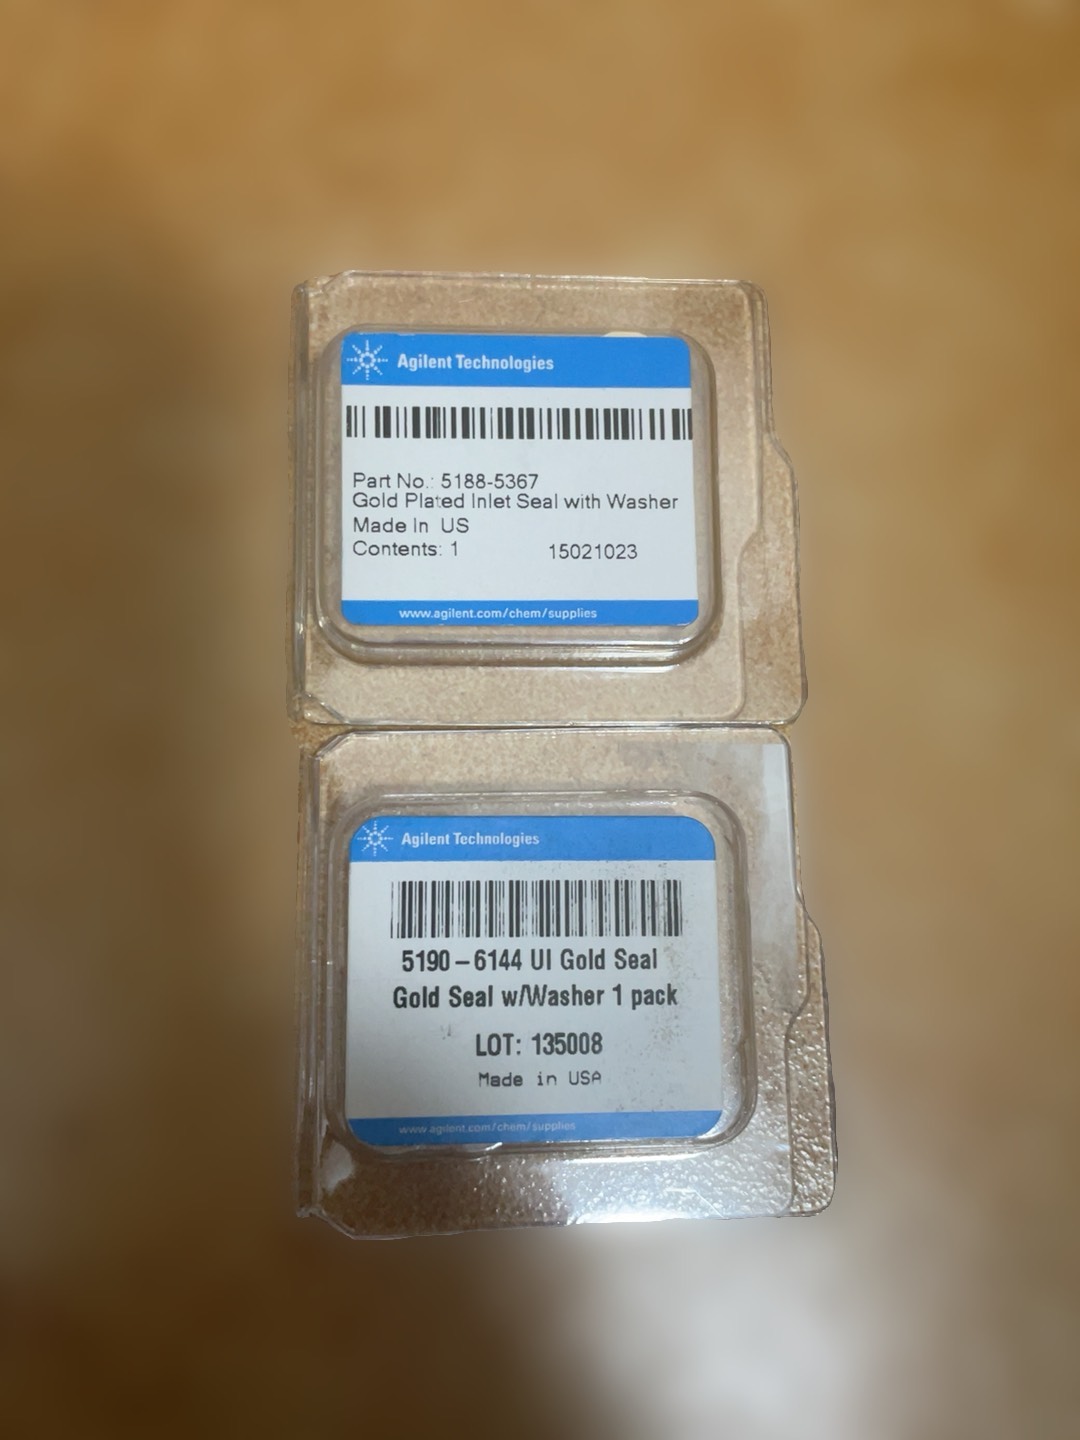 Agilent Technologies
Part No.: 5188-5367
Gold Plated Inlet Seal with Washer
Made In US
Contents: 1 15021023
www.agilent.com/chem/supplies
Agilent Technologies
5190-6144 UI Gold Seal
Gold Seal w/Washer 1 pack
LOT: 135008
Made in USA
www.agilent.com/chem/supplies